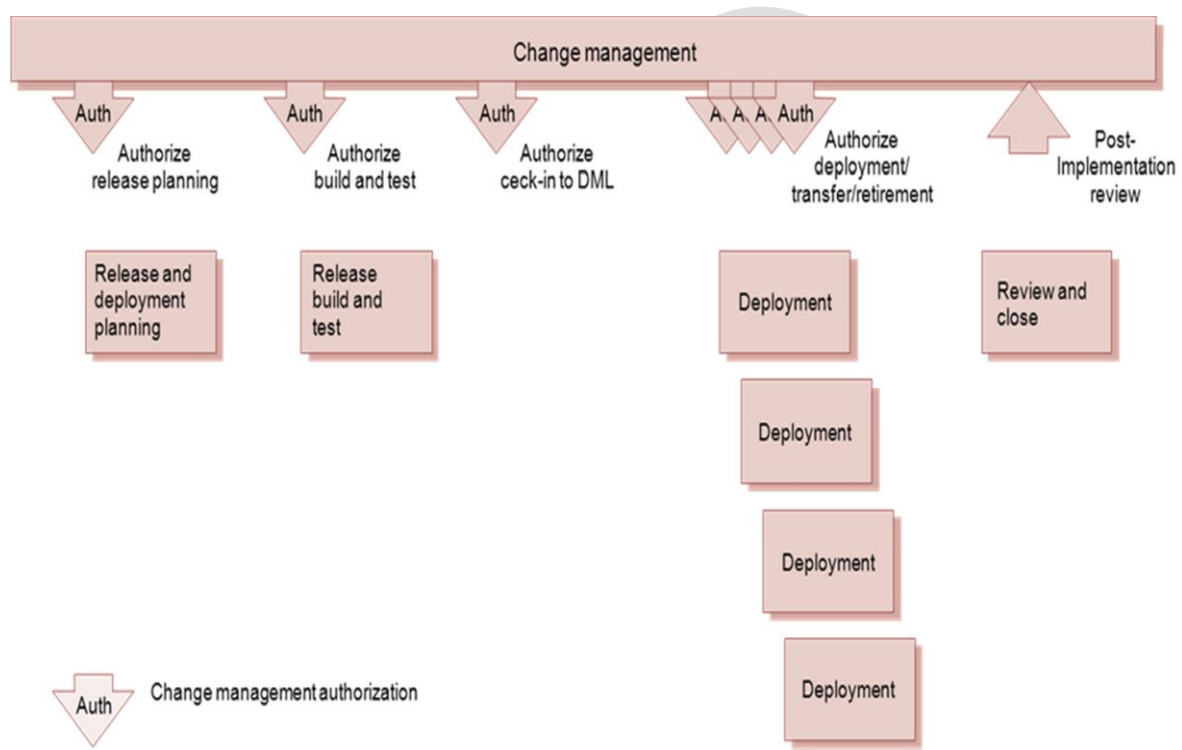 Change management
Auth
Auth
Auth
A
A
A
Auth
Authorize
release planning
Authorize
build and test
Authorize
ceck-in to DML
Authorize
deployment/
transfer/retirement
Post-
Implementation
review
Release and
deployment
planning
Release
build and
test
Deployment
Review and
close
Deployment
Deployment
Deployment
Auth
Change management authorization